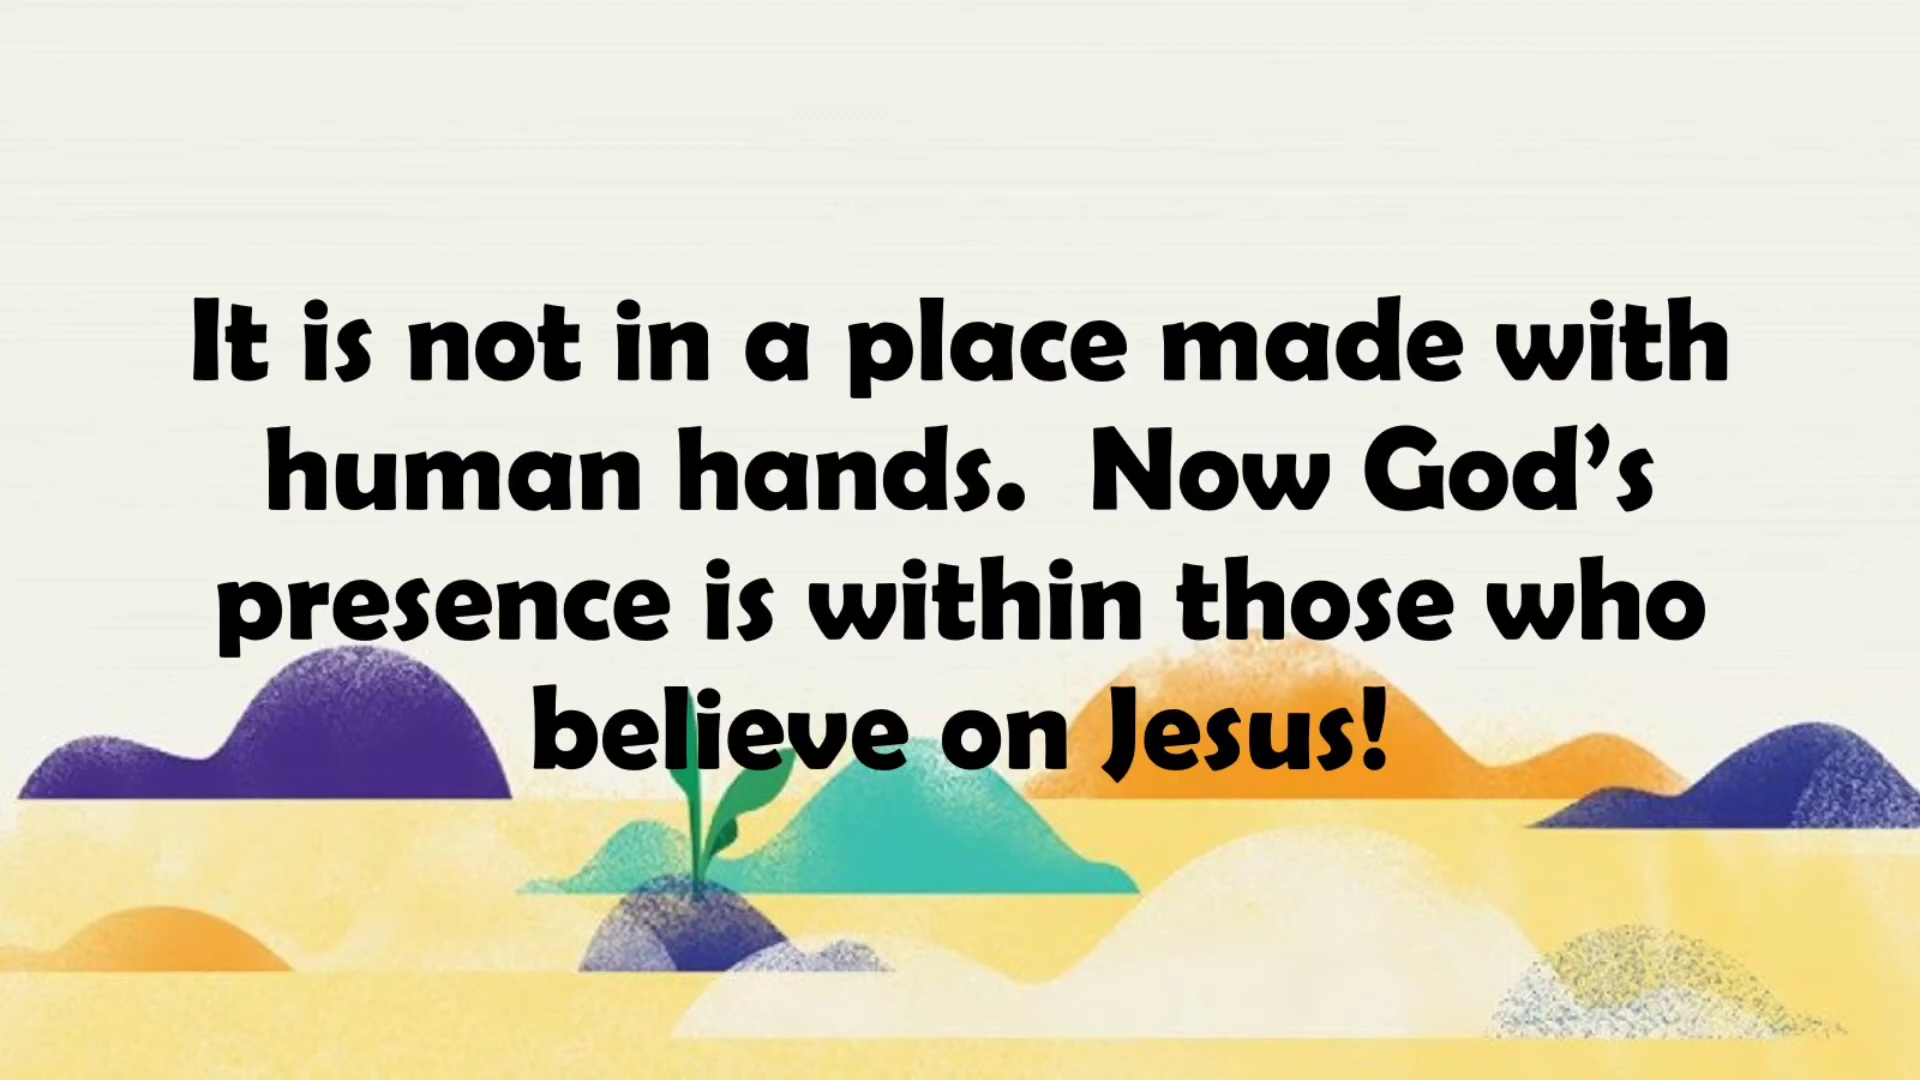 It is not in a place made with
human hands.  Now God’s
presence is within those who
believe on Jesus!